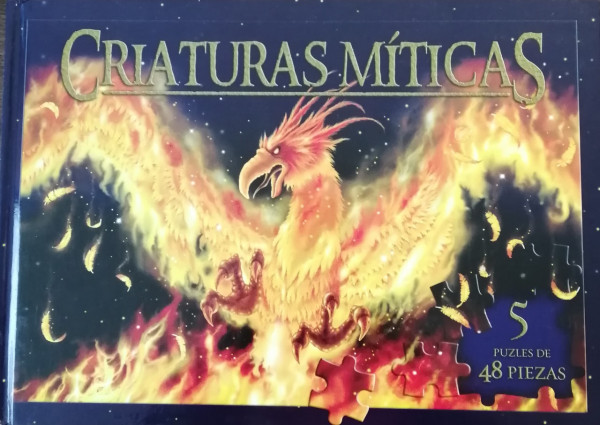 CRIATURAS MÍTICAS
5
PUZLES DE
48 PIEZAS